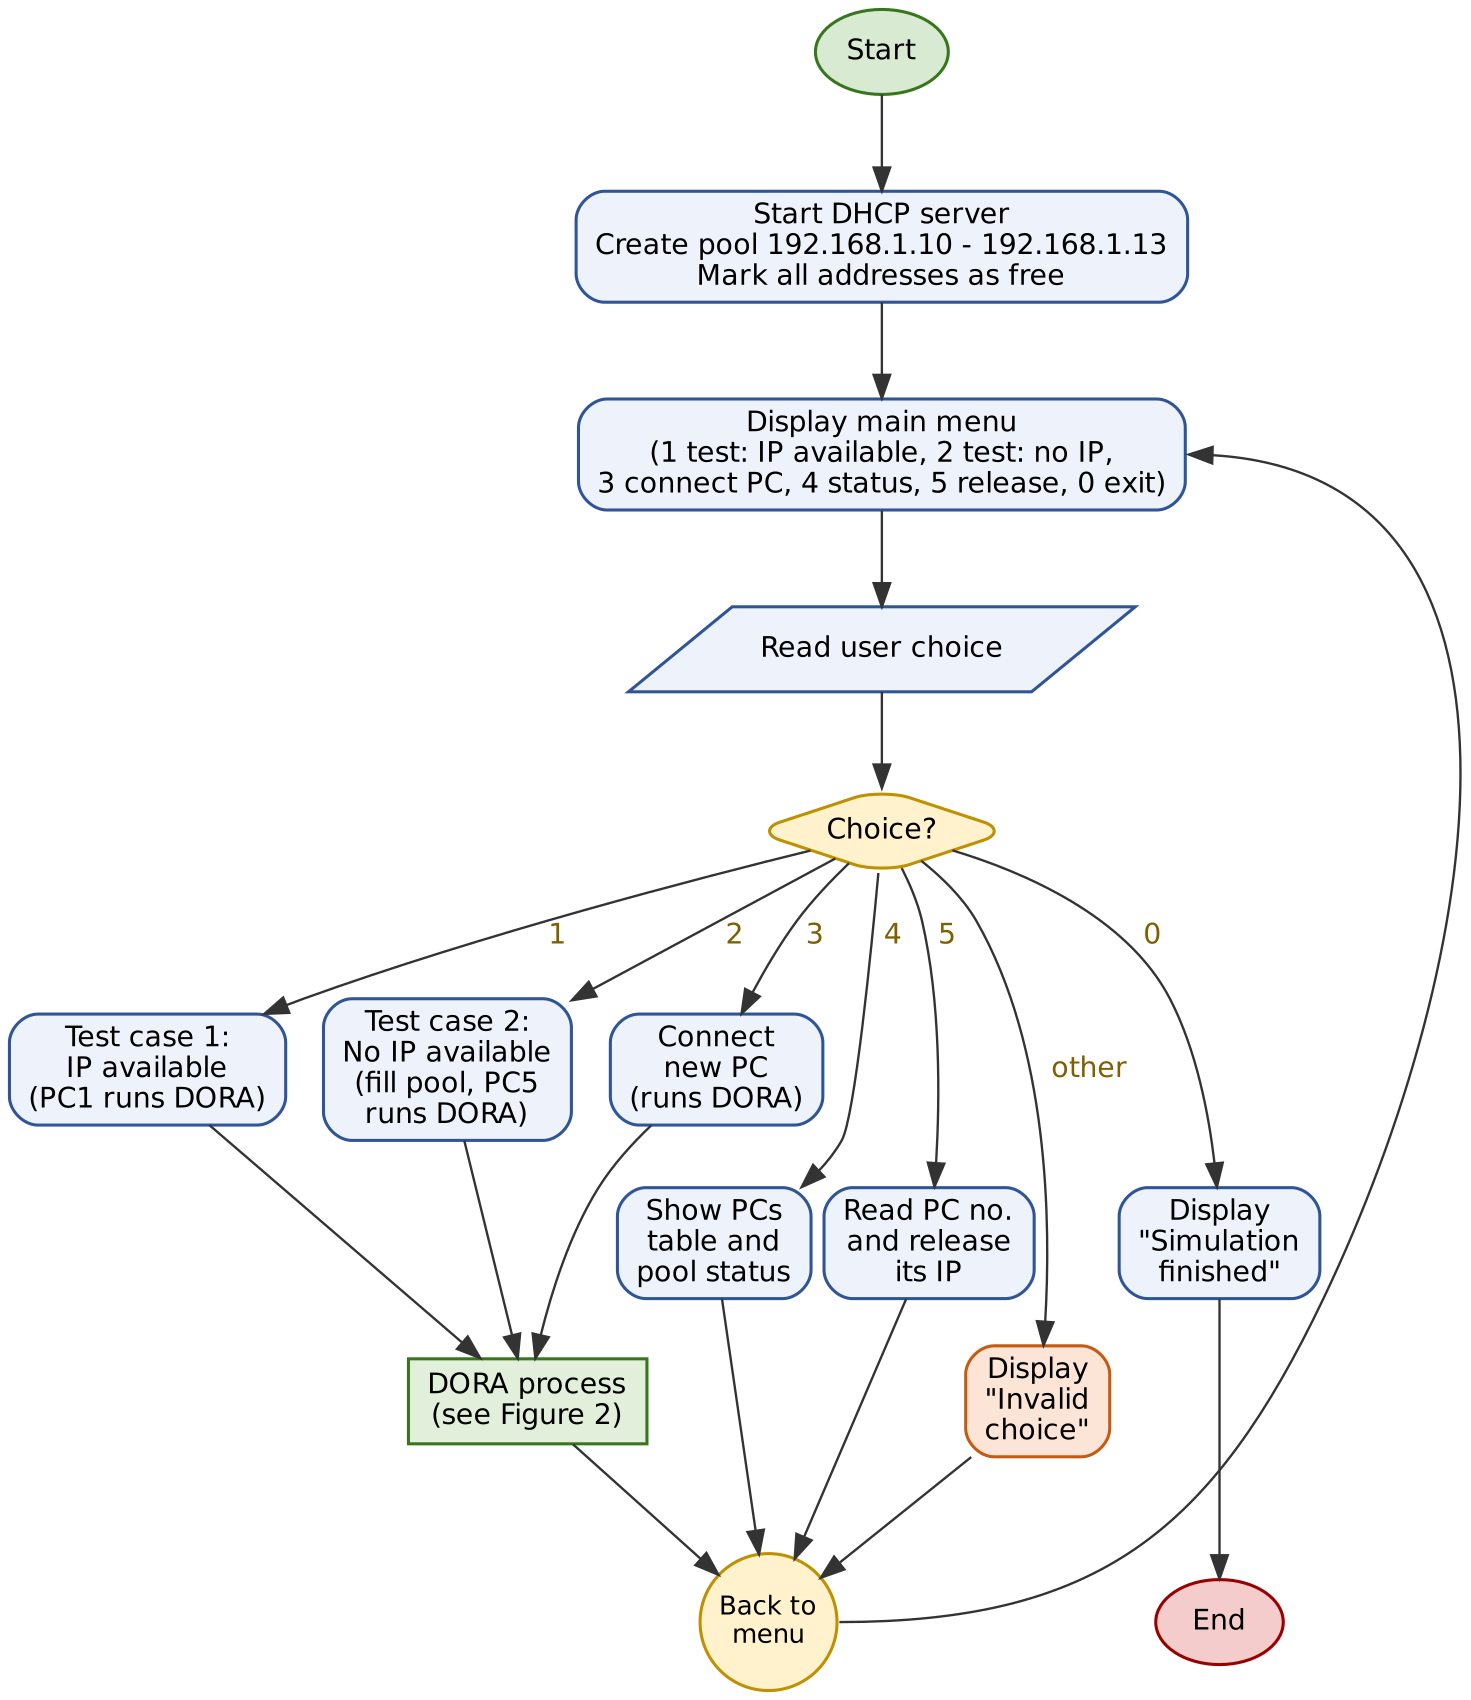 Start
Start DHCP server
Create pool 192.168.1.10 - 192.168.1.13
Mark all addresses as free
Display main menu
(1 test: IP available, 2 test: no IP,
3 connect PC, 4 status, 5 release, 0 exit)
Read user choice
Choice?
1
2
3
4
5
0
other
Test case 1:
IP available
(PC1 runs DORA)
Test case 2:
No IP available
(fill pool, PC5
runs DORA)
Connect
new PC
(runs DORA)
Show PCs
table and
pool status
Read PC no.
and release
its IP
Display
"Simulation
finished"
DORA process
(see Figure 2)
Display
"Invalid
choice"
Back to
menu
End